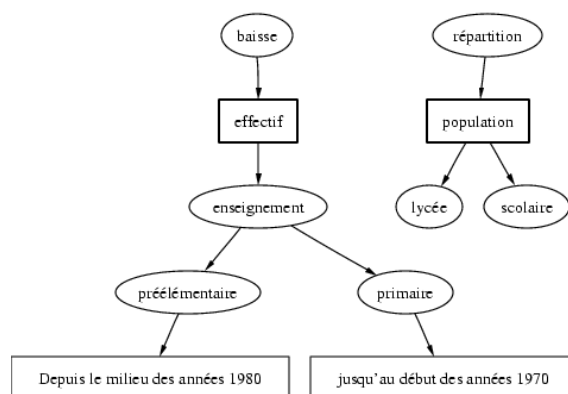 baisse
répartition
effectif
population
enseignement
lycée
scolaire
préélémentaire
primaire
Depuis le milieu des années 1980
jusqu'au début des années 1970